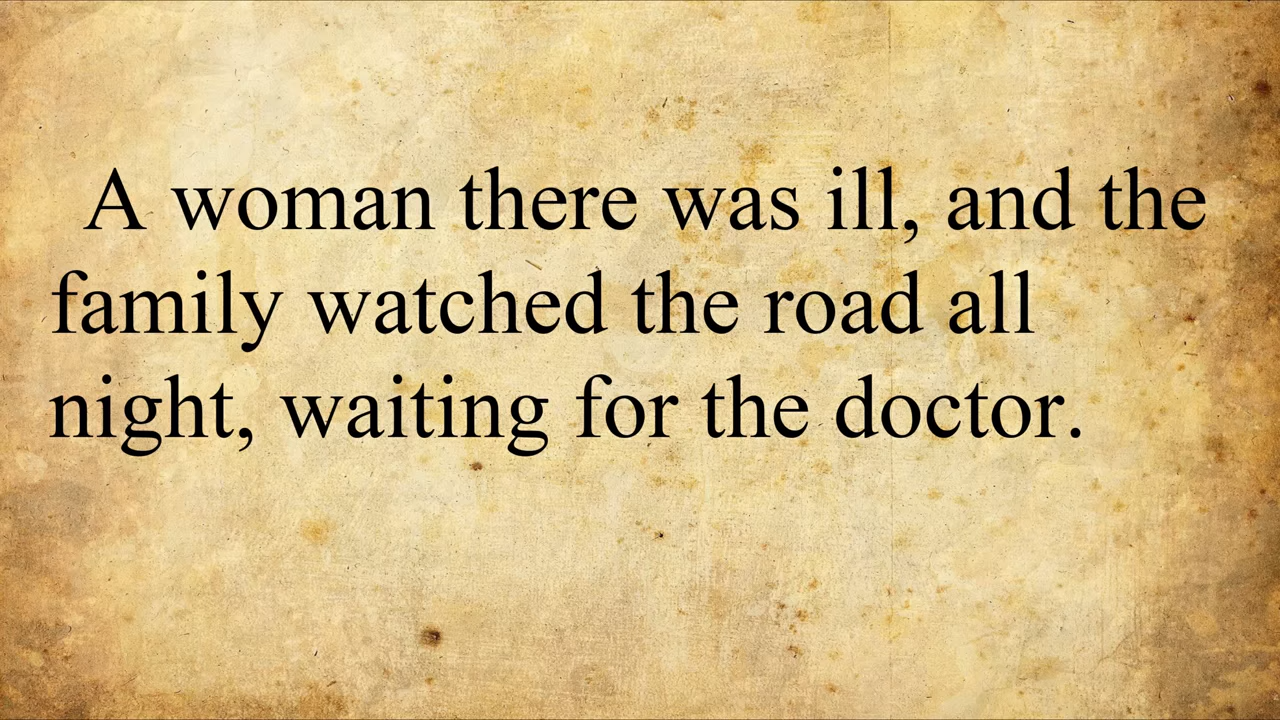 A woman there was ill, and the
family watched the road all
night, waiting for the doctor.